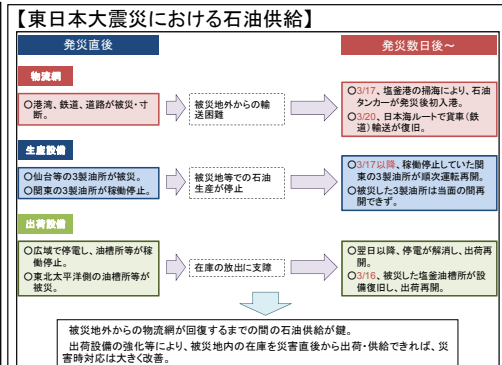 【東日本大震災における石油供給】
発災直後
発災数日後～
物流網
○港湾、鉄道、道路が被災・寸
断。
被災地外からの輸
送困難
○3/17、塩釜港の掃海により、石油
タンカーが発災後初入港。
○3/20、日本海ルートで貨車(鉄
道)輸送が復旧。
生産設備
○仙台等の3製油所が被災。
○関東の3製油所が稼働停止。
被災地等での石油
生産が停止
○3/17以降、稼働停止していた関
東の3製油所が順次運転再開。
○被災した3製油所は当面の間再
開できず。
出荷設備
○広域で停電し、油槽所等が稼
働停止。
○東北太平洋側の油槽所等が
被災。
在庫の放出に支障
○翌日以降、停電が解消し、出荷再
開。
○3/16、被災した塩釜油槽所が設
備復旧し、出荷再開。
被災地外からの物流網が回復するまでの間の石油供給が鍵。
出荷設備の強化等により、被災地内の在庫を災害直後から出荷・供給できれば、災
害時対応は大きく改善。